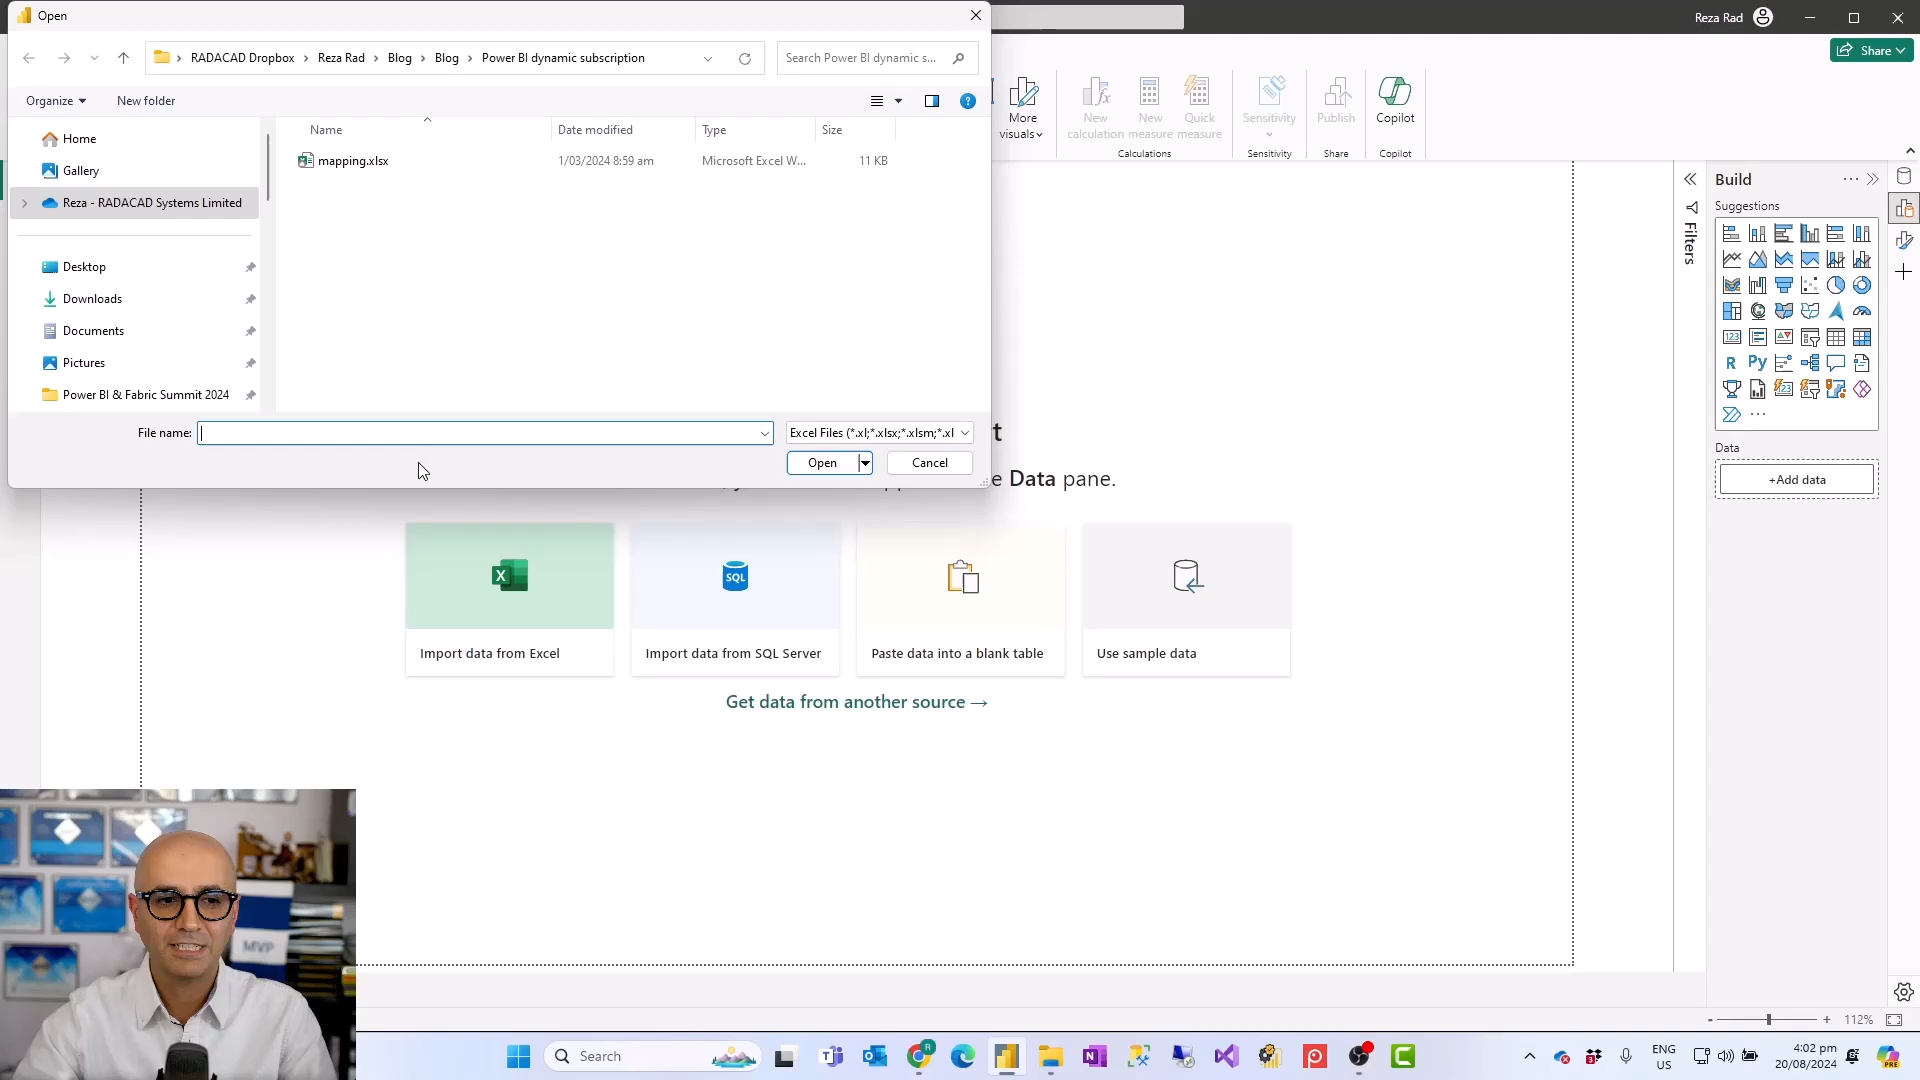 Open
Reza Rad
RADACAD Dropbox > Reza Rad > Blog > Blog > Power BI dynamic subscription
Search Power BI dynamic s...
Share
Organize
New folder
Name
Date modified
Type
Size
mapping.xlsx
1/03/2024 8:59 am
Microsoft Excel W...
11 KB
Home
Gallery
Reza - RADACAD Systems Limited
Desktop
Downloads
Documents
Pictures
Power BI & Fabric Summit 2024
File name:
Excel Files (*.xl;*.xlsx;*.xlsm;*.xl
Open
Cancel
More
visuals
New
calculation
New
measure
Quick
measure
Calculations
Sensitivity
Sensitivity
Publish
Share
Copilot
Copilot
Filters
Build
Suggestions
123
R
Py
123
Data
+Add data
t
e Data pane.
X
SQL
Import data from Excel
Import data from SQL Server
Paste data into a blank table
Use sample data
Get data from another source →
MVP
- + 112%
Search
ENG
US
4:02 pm
20/08/2024
PRE